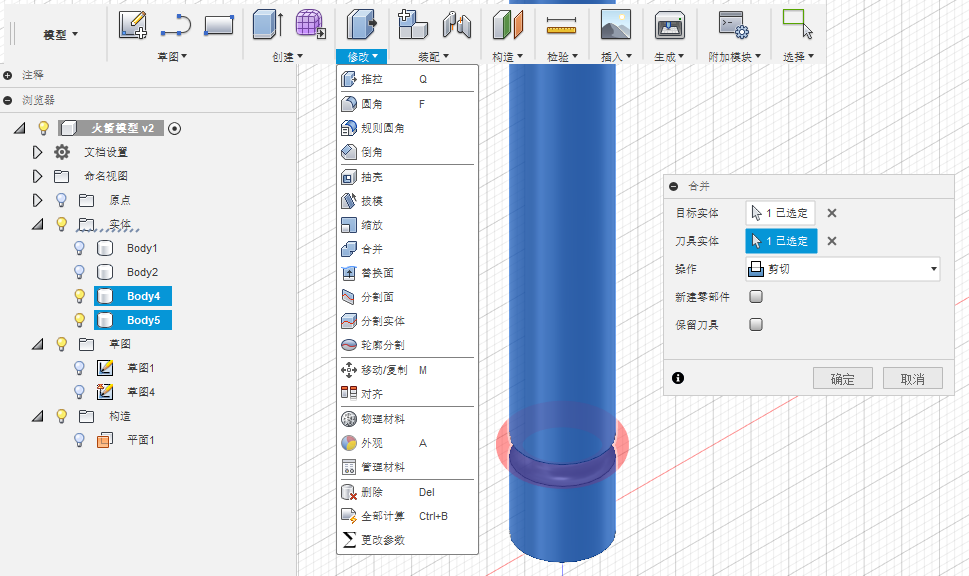 模型
草图
创建
修改
装配
构造
检验
插入
生成
附加模块
选择
注释
浏览器
火箭模型 v2
文档设置
命名视图
原点
实体
Body1
Body2
Body4
Body5
草图
草图1
草图4
构造
平面1
推拉 Q
圆角 F
规则圆角
倒角
抽壳
拔模
缩放
合并
替换面
分割面
分割实体
轮廓分割
移动/复制 M
对齐
物理材料
外观 A
管理材料
删除 Del
全部计算 Ctrl+B
更改参数
合并
目标实体 1 已选定
刀具实体 1 已选定
操作 剪切
新建零部件
保留刀具
确定 取消